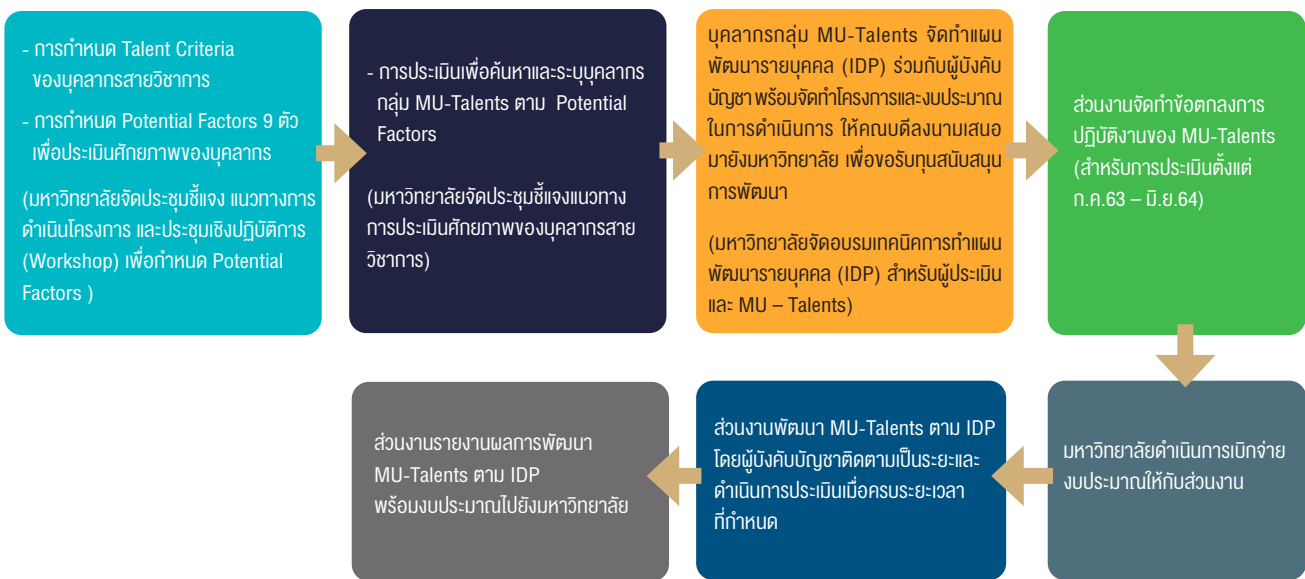 - การกำหนด Talent Criteria
ของบุคลากรสายวิชาการ
- การกำหนด Potential Factors 9 ตัว
เพื่อประเมินศักยภาพของบุคลากร
(มหาวิทยาลัยจัดประชุมชี้แจง แนวทางการ
ดำเนินโครงการ และประชุมเชิงปฏิบัติการ
(Workshop) เพื่อกำหนด Potential
Factors )
- การประเมินเพื่อค้นหาและระบุบุคลากร
กลุ่ม MU-Talents ตาม Potential
Factors
(มหาวิทยาลัยจัดประชุมชี้แจงแนวทาง
การประเมินศักยภาพของบุคลากรสาย
วิชาการ)
บุคลากรกลุ่ม MU-Talents จัดทำแผน
พัฒนารายบุคคล (IDP) ร่วมกับผู้บังคับ
บัญชา พร้อมจัดทำโครงการและงบประมาณ
ในการดำเนินการ ให้คณบดีลงนามเสนอ
มายังมหาวิทยาลัย เพื่อขอรับทุนสนับสนุน
การพัฒนา
(มหาวิทยาลัยจัดอบรมเทคนิคการทำแผน
พัฒนารายบุคคล (IDP) สำหรับผู้ประเมิน
และ MU – Talents)
ส่วนงานจัดทำข้อตกลงการ
ปฏิบัติงานของ MU-Talents
(สำหรับการประเมินตั้งแต่
ก.ค.63 – มิ.ย.64)
มหาวิทยาลัยดำเนินการเบิกจ่าย
งบประมาณให้กับส่วนงาน
ส่วนงานพัฒนา MU-Talents ตาม IDP
โดยผู้บังคับบัญชาติดตามเป็นระยะและ
ดำเนินการประเมินเมื่อครบระยะเวลา
ที่กำหนด
ส่วนงานรายงานผลการพัฒนา
MU-Talents ตาม IDP
พร้อมงบประมาณไปยังมหาวิทยาลัย